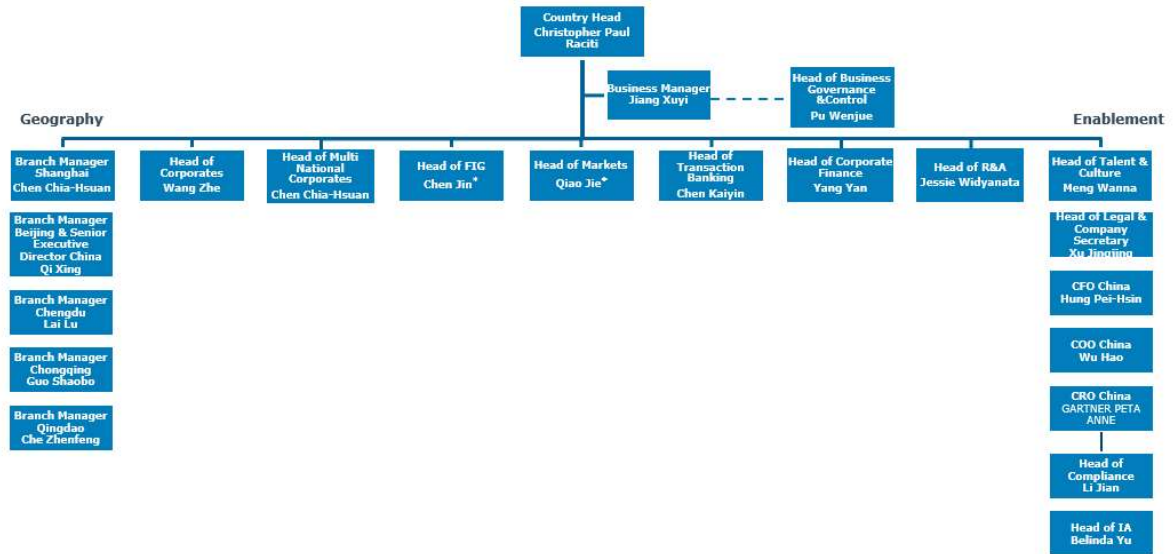 Country Head
Christopher Paul
Raciti
Business Manager
Jiang Xuyi
Head of Business
Governance
&Control
Pu Wenjue
Geography
Enablement
Branch Manager
Shanghai
Chen Chia-Hsuan
Head of
Corporates
Wang Zhe
Head of Multi
National
Corporates
Chen Chia-Hsuan
Head of FIG
Chen Jin*
Head of Markets
Qiao Jie*
Head of
Transaction
Banking
Chen Kaiyin
Head of Corporate
Finance
Yang Yan
Head of R&A
Jessie Widyanata
Head of Talent &
Culture
Meng Wanna
Branch Manager
Beijing & Senior
Executive
Director China
Qi Xing
Branch Manager
Chengdu
Lai Lu
Branch Manager
Chongqing
Guo Shaobo
Branch Manager
Qingdao
Che Zhenfeng
Head of Legal &
Company
Secretary
Xu Jingjing
CFO China
Hung Pei-Hsin
COO China
Wu Hao
CRO China
GARTNER PETA
ANNE
Head of
Compliance
Li Jian
Head of IA
Belinda Yu